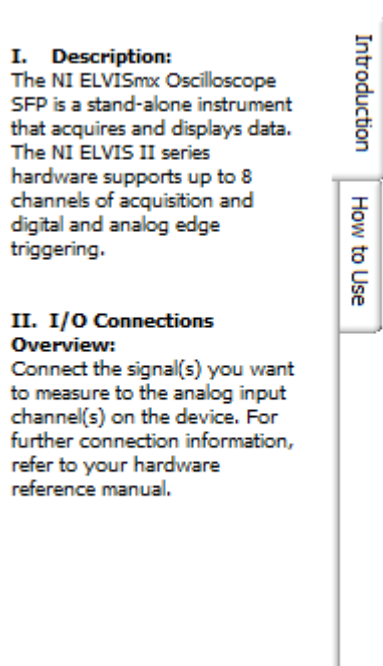 I. Description:
The NI ELVISmx Oscilloscope
SFP is a stand-alone instrument
that acquires and displays data.
The NI ELVIS II series
hardware supports up to 8
channels of acquisition and
digital and analog edge
triggering.
II. I/O Connections
Overview:
Connect the signal(s) you want
to measure to the analog input
channel(s) on the device. For
further connection information,
refer to your hardware
reference manual.
Introduction
How to Use